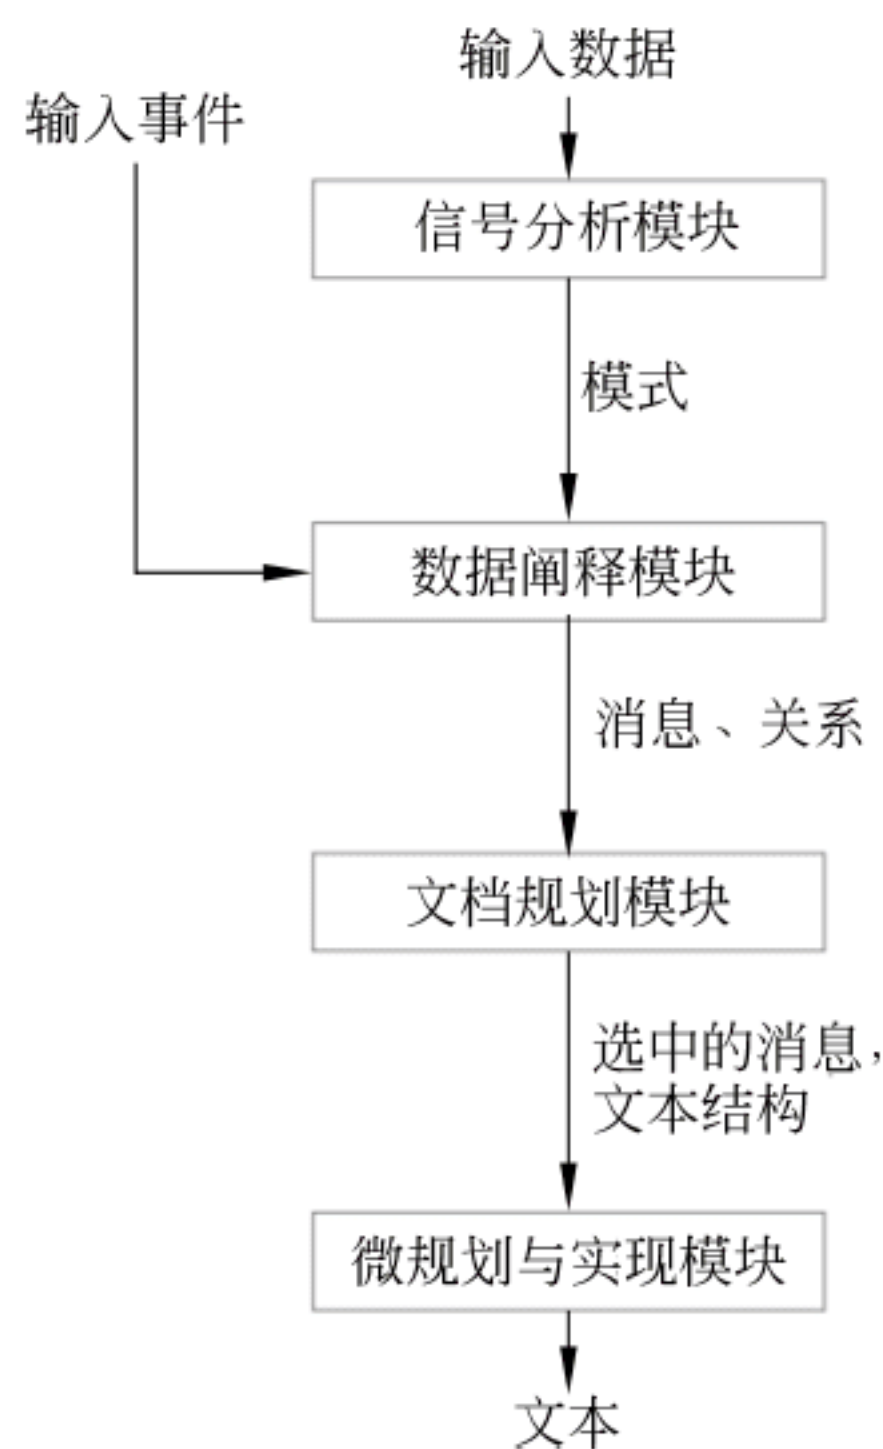 输入数据
输入事件
信号分析模块
模式
数据阐释模块
消息、关系
文档规划模块
选中的消息，
文本结构
微规划与实现模块
文本